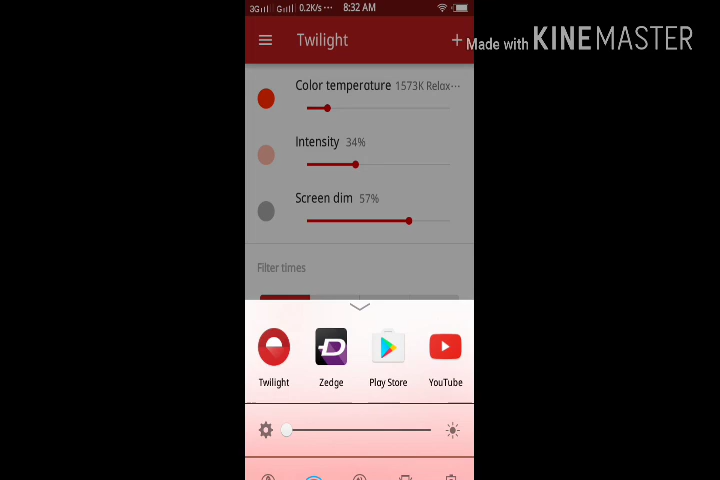 3G G 0.2K/s ··· 8:32 AM
Twilight
Made with KINEMASTER
Color temperature 1573K Relax···
Intensity 34%
Screen dim 57%
Filter times
Twilight Zedge Play Store YouTube